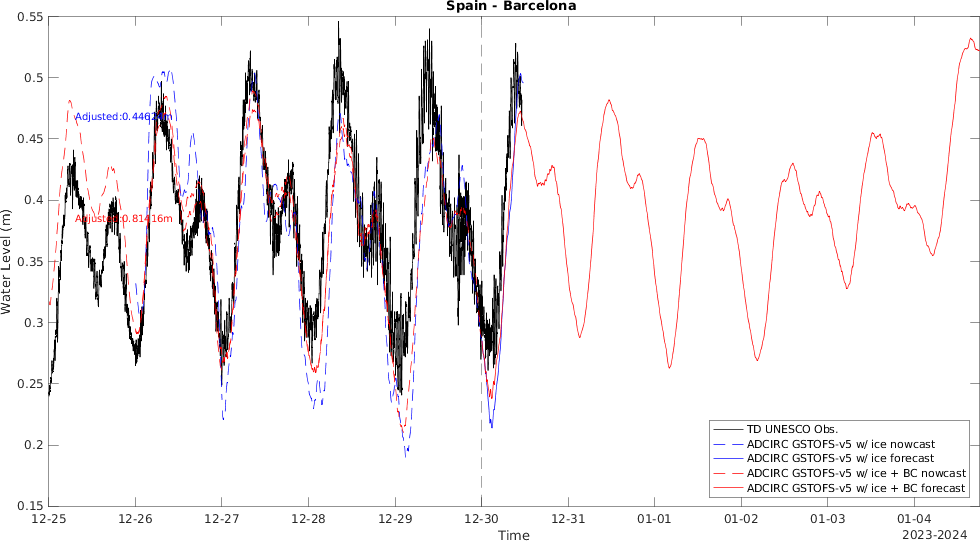 Spain - Barcelona
0.55
0.5
0.45
0.4
0.35
0.3
0.25
0.2
0.15
Water Level (m)
Adjusted:0.81416m
TD UNESCO Obs.
ADCIRC GSTOFS-v5 w/ ice nowcast
ADCIRC GSTOFS-v5 w/ ice forecast
ADCIRC GSTOFS-v5 w/ ice + BC nowcast
ADCIRC GSTOFS-v5 w/ ice + BC forecast
12-25 12-26 12-27 12-28 12-29 12-30 12-31 01-01 01-02 01-03 01-04
Time
2023-2024